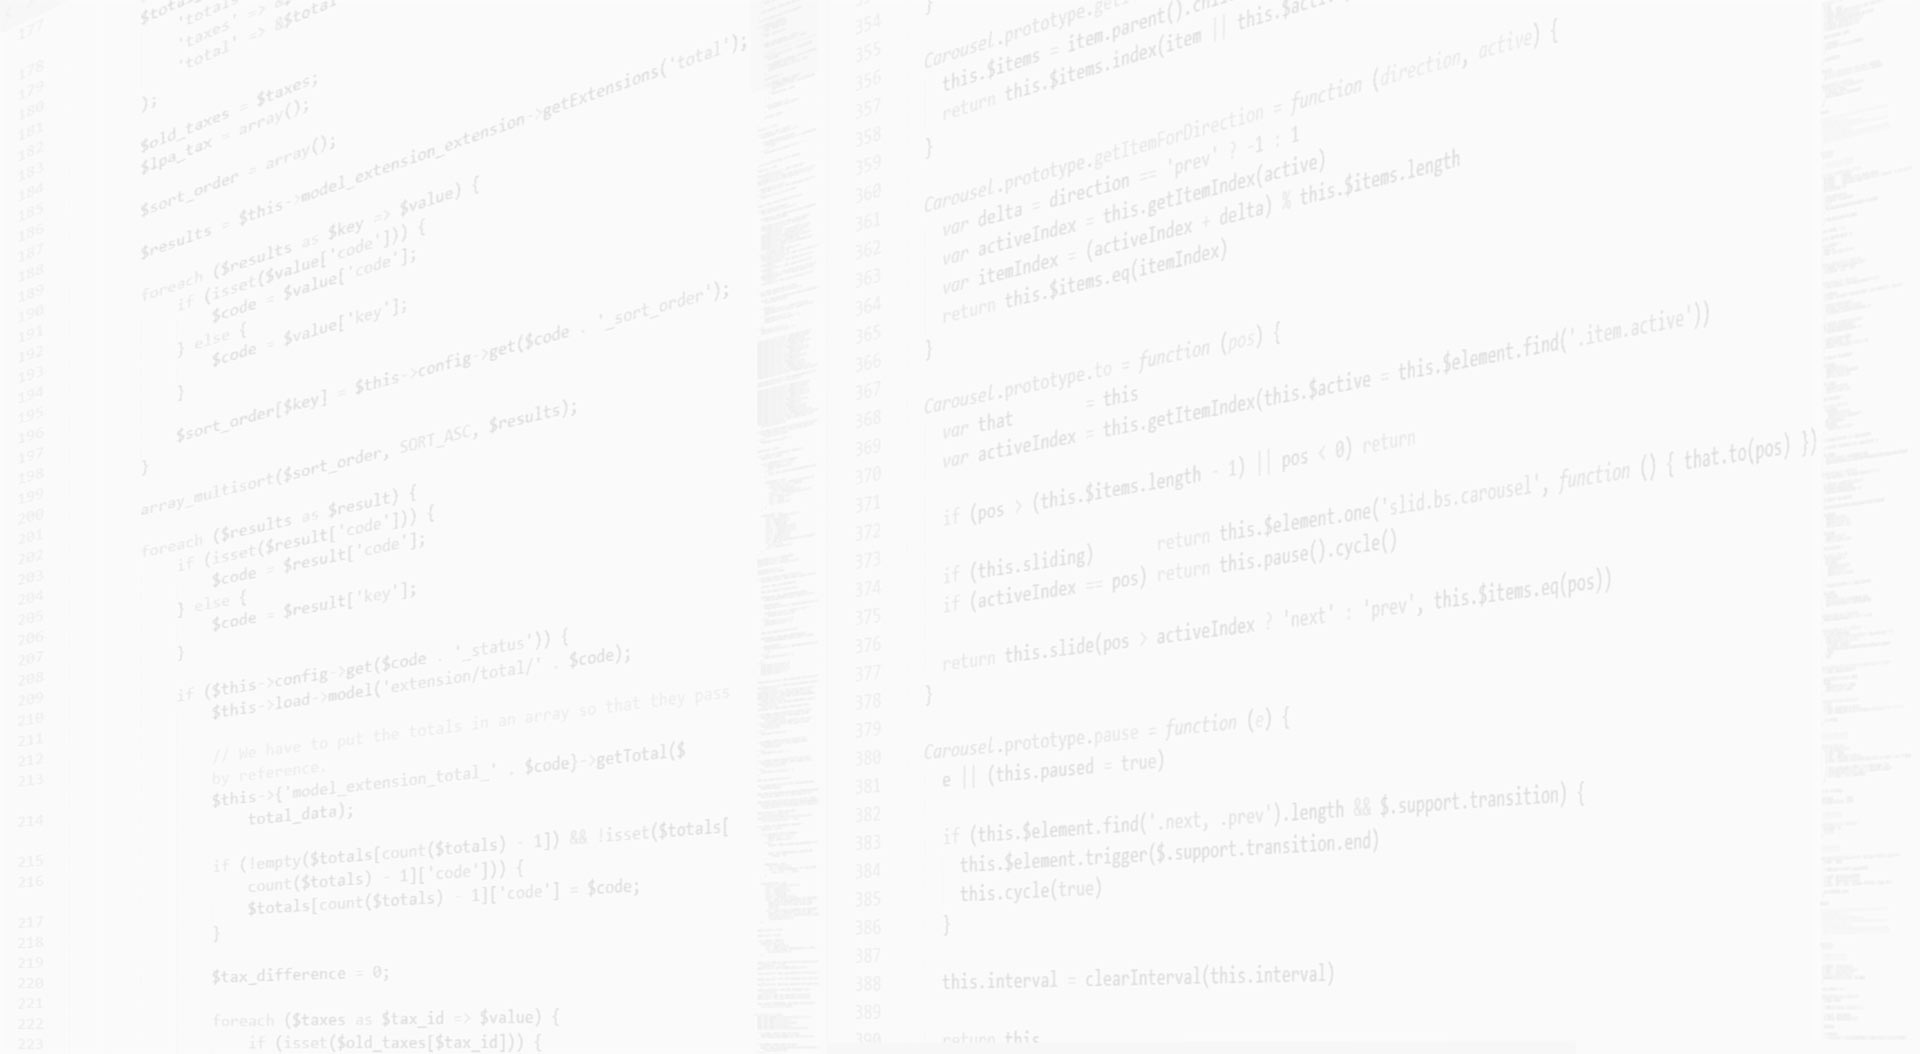 177
$tota
'totals
'taxes' => &$
'total' => &$total
178
179
);
180
181
$old_taxes = $taxes;
182
$lpa_tax = array();
183
184
$sort_order = array();
185
186
$results = $this->model_extension_extension->getExtensions('total');
187
188
foreach ($results as $key => $value) {
189
if (isset($value['code'])) {
190
$code = $value['code'];
191
} else {
192
$code = $value['key'];
193
}
194
195
$sort_order[$key] = $this->config->get($code . '_sort_order');
196
}
197
198
array_multisort($sort_order, SORT_ASC, $results);
199
200
foreach ($results as $result) {
201
if (isset($result['code'])) {
202
$code = $result['code'];
203
} else {
204
$code = $result['key'];
205
}
206
207
if ($this->config->get($code . '_status')) {
208
$this->load->model('extension/total/' . $code);
209
210
211
// We have to put the totals in an array so that they pass
by reference.
212
213
$this->{'model_extension_total_' . $code}->getTotal($
total_data);
214
215
if (!empty($totals[count($totals) - 1]) && !isset($totals[
count($totals) - 1]['code'])) {
216
$totals[count($totals) - 1]['code'] = $code;
217
}
218
219
$tax_difference = 0;
220
221
foreach ($taxes as $tax_id => $value) {
222
if (isset($old_taxes[$tax_id])) {
223
354
}
355
Carousel.prototype.get
356
this.$items = item.parent().chi
357
return this.$items.index(item || this.$act
358
}
359
360
Carousel.prototype.getItemForDirection = function (direction, active) {
361
var delta = direction == 'prev' ? -1 : 1
362
var activeIndex = this.getItemIndex(active)
363
var itemIndex = (activeIndex + delta) % this.$items.length
364
return this.$items.eq(itemIndex)
365
}
366
367
Carousel.prototype.to = function (pos) {
368
var that = this
369
var activeIndex = this.getItemIndex(this.$active = this.$element.find('.item.active'))
370
371
if (pos > (this.$items.length - 1) || pos < 0) return
372
373
if (this.sliding) return this.$element.one('slid.bs.carousel', function () { that.to(pos) })
374
if (activeIndex == pos) return this.pause().cycle()
375
376
return this.slide(pos > activeIndex ? 'next' : 'prev', this.$items.eq(pos))
377
}
378
379
Carousel.prototype.pause = function (e) {
380
e || (this.paused = true)
381
382
if (this.$element.find('.next, .prev').length && $.support.transition) {
383
this.$element.trigger($.support.transition.end)
384
this.cycle(true)
385
}
386
387
this.interval = clearInterval(this.interval)
388
389
return this
390